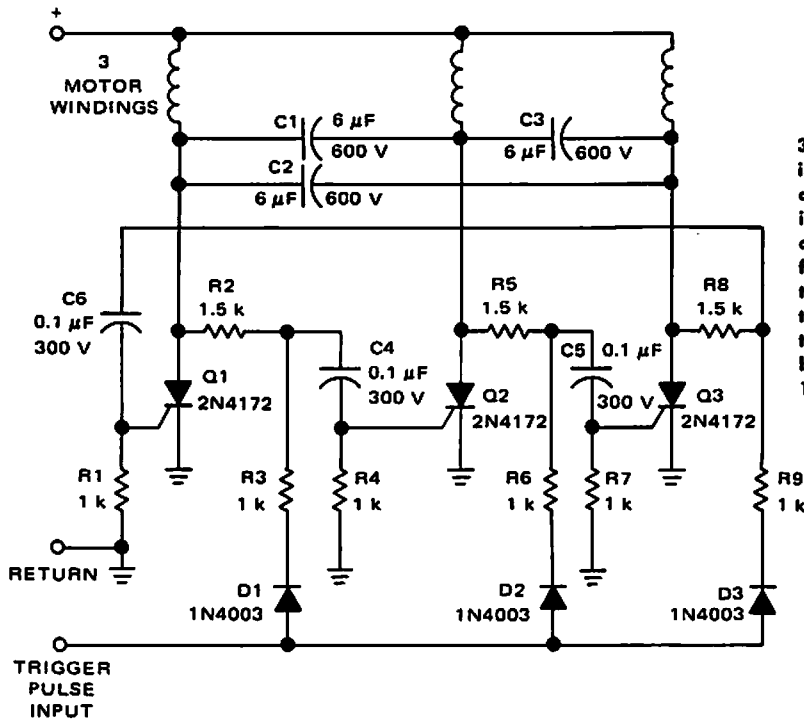 +
3
MOTOR
WINDINGS
C1
6 μF
600 V
C3
6 μF
600 V
C2
6 μF
600 V
C6
0.1 μF
300 V
R2
1.5 k
C4
0.1 μF
300 V
R5
1.5 k
C5
0.1 μF
300 V
R8
1.5 k
Q1
2N4172
Q2
2N4172
Q3
2N4172
R1
1 k
R3
1 k
R4
1 k
R6
1 k
R7
1 k
R9
1 k
RETURN
D1
1N4003
D2
1N4003
D3
1N4003
TRIGGER
PULSE
INPUT
3